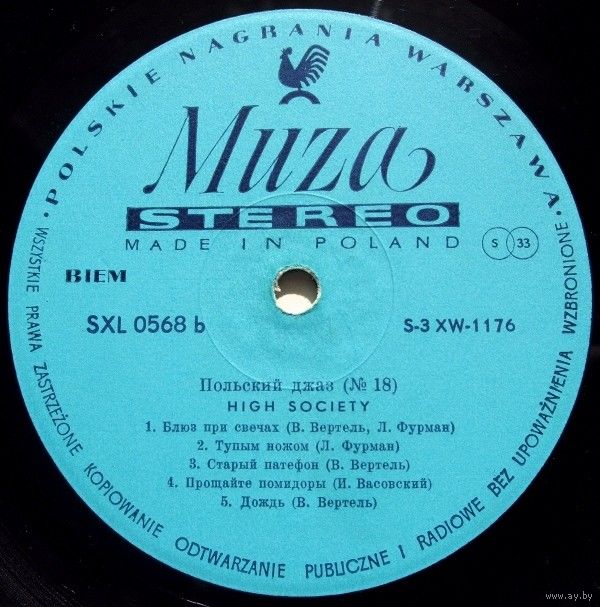 • POLSKIE NAGRANIA WARSZAWA •
Muza
STEREO
MADE IN POLAND
S 33
BIEM
SXL 0568 b
S-3 XW-1176
Польский джаз (№ 18)
HIGH SOCIETY
1. Блюз при свечах (В. Вертель, Л. Фурман)
2. Тупым ножом (Л. Фурман)
3. Старый патефон (В. Вертель)
4. Прощайте помидоры (И. Васовский)
5. Дождь (В. Вертель)
WSZYSTKIE PRAWA ZASTRZEŻONE KOPIOWANIE ODTWARZANIE PUBLICZNE I RADIOWE BEZ UPOWAŻNIENIA WZBRONIONE
www.ay.by